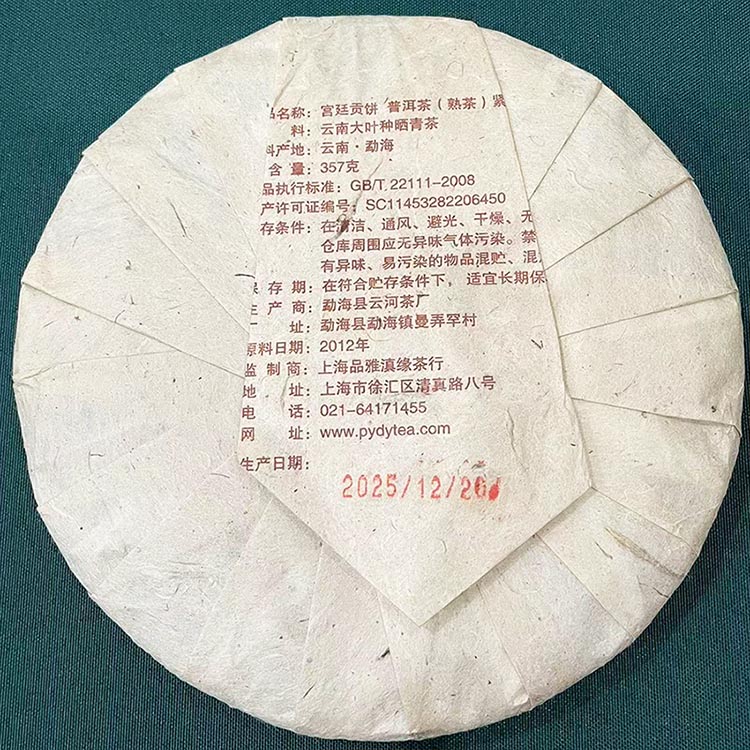 品名称：宫廷贡饼 普洱茶（熟茶）紧
料：云南大叶种晒青茶
料产地：云南·勐海
含 量：357克
品执行标准：GB/T 22111-2008
产许可证编号：SC11453282206450
存条件：在清洁、通风、避光、干燥、无
仓库周围应无异味气体污染。禁
有异味、易污染的物品混贮、混
保 存 期：在符合贮存条件下，适宜长期保
生 产 商：勐海县云河茶厂
厂 址：勐海县勐海镇曼弄罕村
原料日期：2012年
监 制 商：上海品雅滇缘茶行
地 址：上海市徐汇区清真路八号
电 话：021-64171455
网 址：www.pydytea.com
生产日期：
2025/12/26